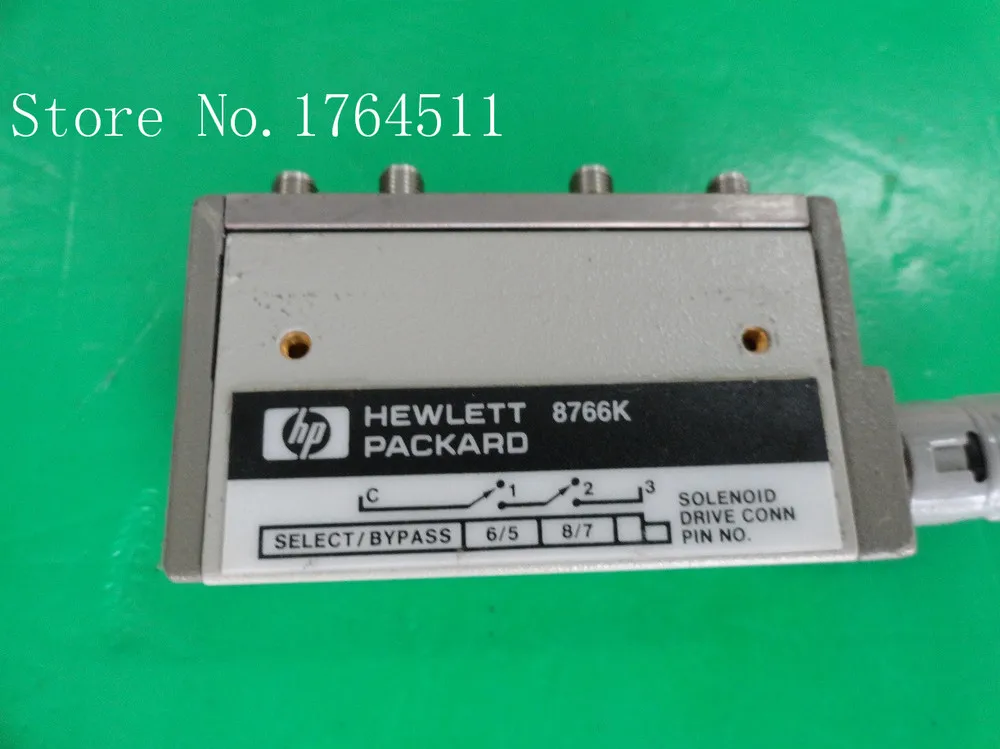 Store No.1764511
hp HEWLETT PACKARD 8766K
C 1 2 3
SELECT/BYPASS 6/5 8/7
SOLENOID
DRIVE CONN
PIN NO.